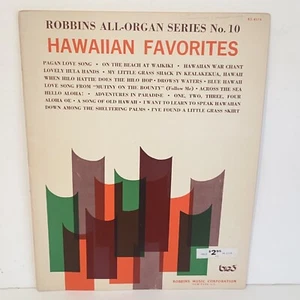 ROBBINS ALL-ORGAN SERIES No. 10
HAWAIIAN FAVORITES
PAGAN LOVE SONG • ON THE BEACH AT WAIKIKI • HAWAIIAN WAR CHANT
LOVELY HULA HANDS • MY LITTLE GRASS SHACK IN KEALAKEKUA, HAWAII
WHEN HILO HATTIE DOES THE HILO HOP • DROWSY WATERS • BLUE HAWAII
LOVE SONG FROM "MUTINY ON THE BOUNTY" (Follow Me) • ACROSS THE SEA
HELLO ALOHA! • ADVENTURES IN PARADISE • ONE, TWO, THREE, FOUR
ALOHA OE • A SONG OF OLD HAWAII • I WANT TO LEARN TO SPEAK HAWAIIAN
DOWN AMONG THE SHELTERING PALMS • I'VE FOUND A LITTLE GRASS SKIRT
ROBBINS MUSIC CORPORATION